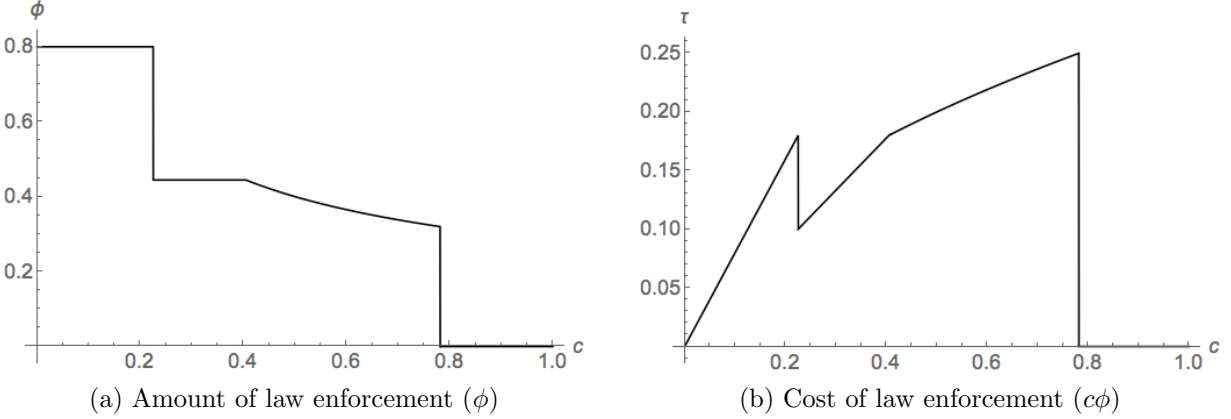 ϕ
0.8
0.6
0.4
0.2
0.2 0.4 0.6 0.8 1.0 c
(a) Amount of law enforcement (ϕ)
τ
0.25
0.20
0.15
0.10
0.05
0.2 0.4 0.6 0.8 1.0 c
(b) Cost of law enforcement (cϕ)